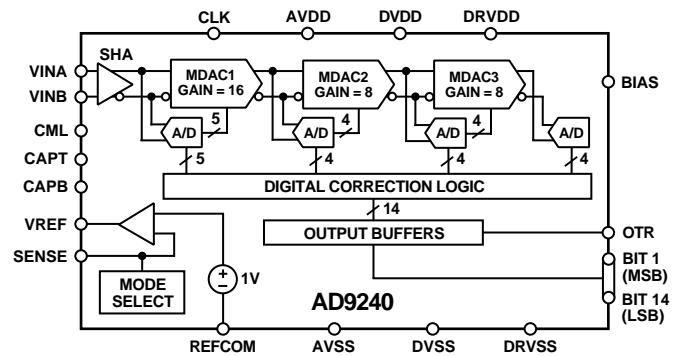 CLK AVDD DVDD DRVDD
SHA
VINA
VINB
MDAC1
GAIN = 16
MDAC2
GAIN = 8
MDAC3
GAIN = 8
BIAS
CML
A/D
5
A/D
4
A/D
4
A/D
CAPT
5
4
4
4
CAPB
DIGITAL CORRECTION LOGIC
14
VREF
OUTPUT BUFFERS
OTR
SENSE
MODE
SELECT
+
–
1V
BIT 1
(MSB)
AD9240
BIT 14
(LSB)
REFCOM AVSS DVSS DRVSS